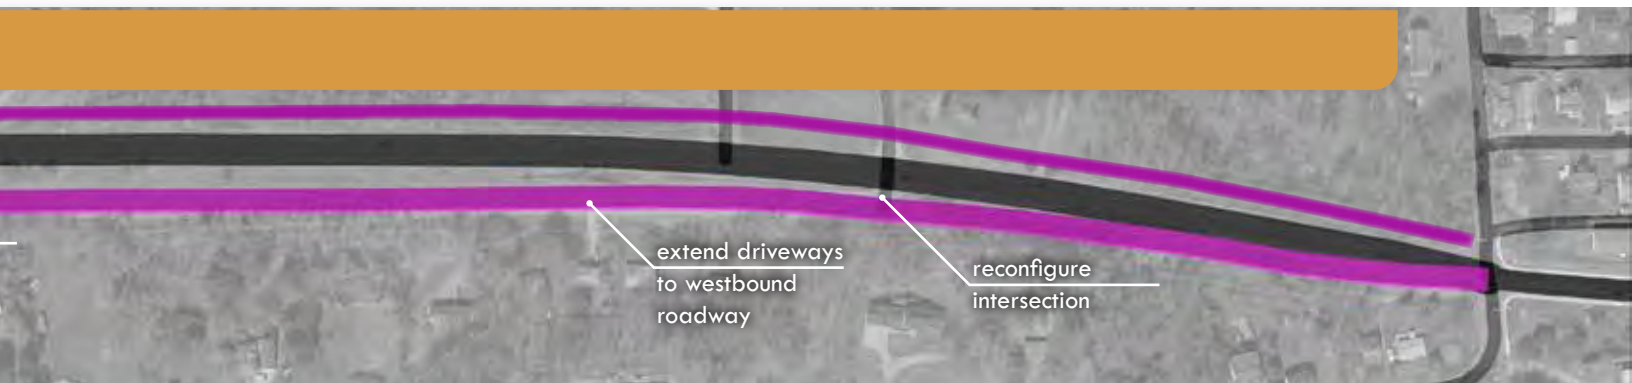 extend driveways
to westbound
roadway
reconfigure
intersection